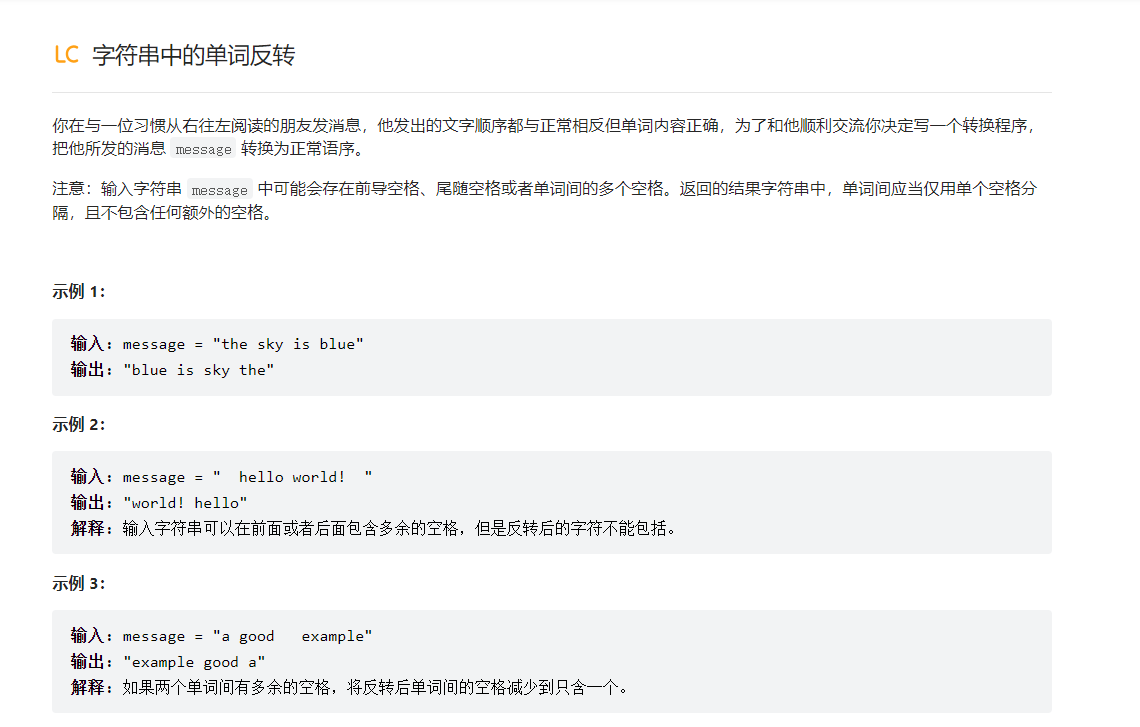 LC 字符串中的单词反转
你在与一位习惯从右往左阅读的朋友发消息，他发出的文字顺序都与正常相反但单词内容正确，为了和他顺利交流你决定写一个转换程序，
把他所发的消息 message 转换为正常语序。
注意：输入字符串 message 中可能会存在前导空格、尾随空格或者单词间的多个空格。返回的结果字符串中，单词间应当仅用单个空格分
隔，且不包含任何额外的空格。
示例 1：
输入：message = "the sky is blue"
输出："blue is sky the"
示例 2：
输入：message = "  hello world!  "
输出："world! hello"
解释：输入字符串可以在前面或者后面包含多余的空格，但是反转后的字符不能包括。
示例 3：
输入：message = "a good   example"
输出："example good a"
解释：如果两个单词间有多余的空格，将反转后单词间的空格减少到只含一个。